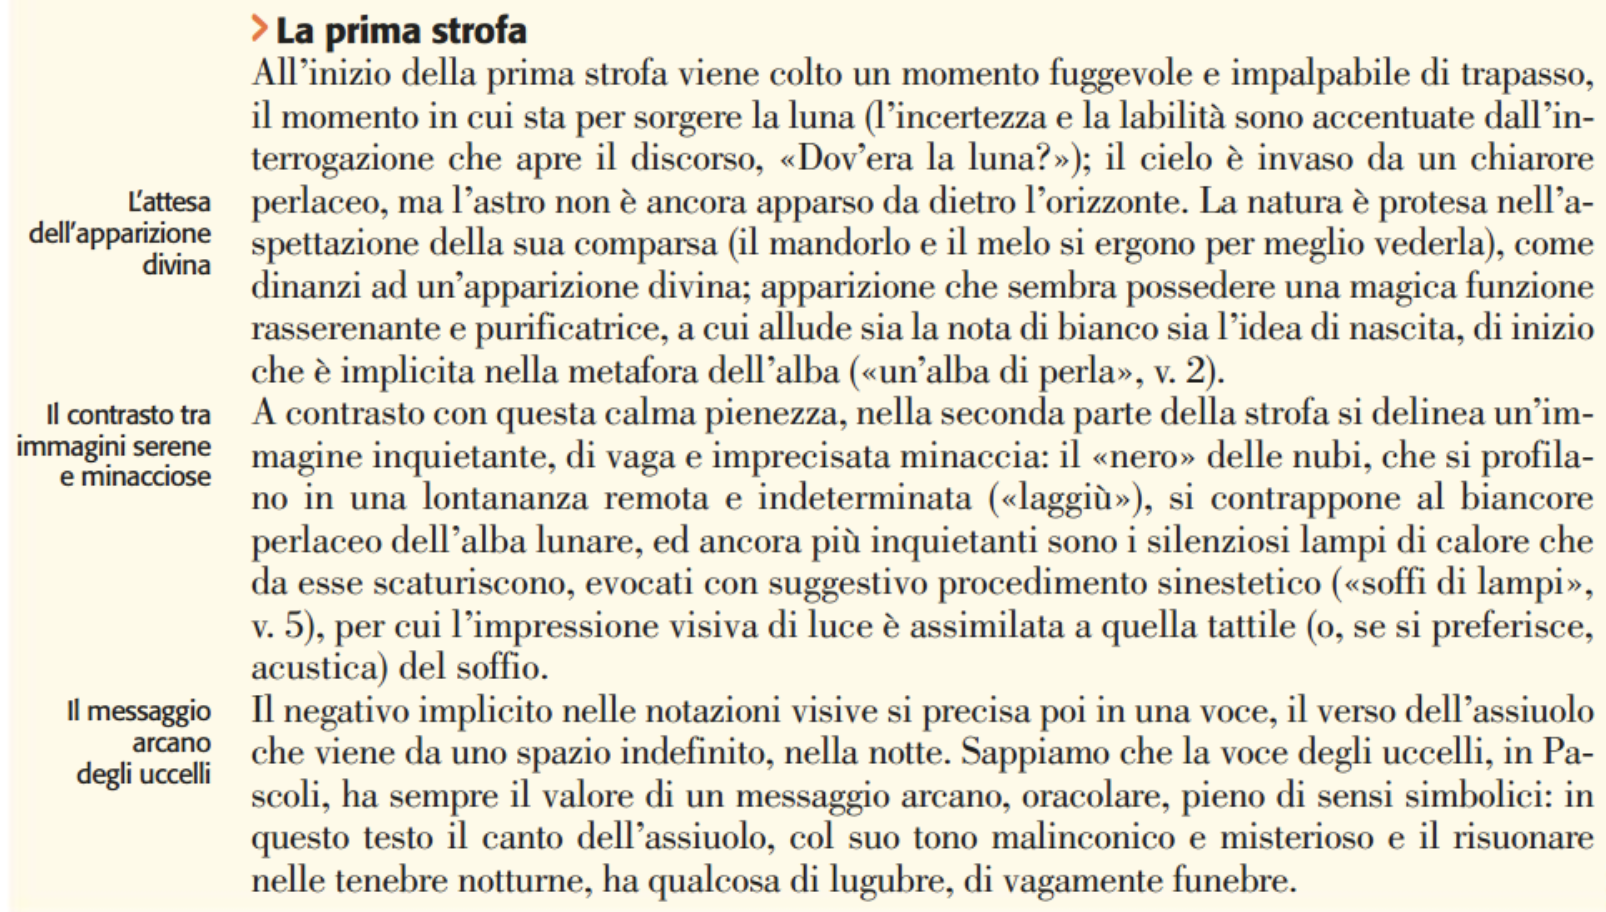 > La prima strofa
All'inizio della prima strofa viene colto un momento fuggevole e impalpabile di trapasso,
il momento in cui sta per sorgere la luna (l'incertezza e la labilità sono accentuate dall'in-
terrogazione che apre il discorso, «Dov'era la luna?»); il cielo è invaso da un chiarore
L'attesa
dell'apparizione
divina
perlaceo, ma l'astro non è ancora apparso da dietro l'orizzonte. La natura è protesa nell'a-
spettazione della sua comparsa (il mandorlo e il melo si ergono per meglio vederla), come
dinanzi ad un'apparizione divina; apparizione che sembra possedere una magica funzione
rasserenante e purificatrice, a cui allude sia la nota di bianco sia l'idea di nascita, di inizio
che è implicita nella metafora dell'alba («un'alba di perla», v. 2).
Il contrasto tra
immagini serene
e minacciose
A contrasto con questa calma pienezza, nella seconda parte della strofa si delinea un'im-
magine inquietante, di vaga e imprecisata minaccia: il «nero» delle nubi, che si profila-
no in una lontananza remota e indeterminata («laggiù»), si contrappone al biancore
perlaceo dell'alba lunare, ed ancora più inquietanti sono i silenziosi lampi di calore che
da esse scaturiscono, evocati con suggestivo procedimento sinestetico («soffi di lampi»,
v. 5), per cui l'impressione visiva di luce è assimilata a quella tattile (o, se si preferisce,
acustica) del soffio.
Il messaggio
arcano
degli uccelli
Il negativo implicito nelle notazioni visive si precisa poi in una voce, il verso dell'assiuolo
che viene da uno spazio indefinito, nella notte. Sappiamo che la voce degli uccelli, in Pa-
scoli, ha sempre il valore di un messaggio arcano, oracolare, pieno di sensi simbolici: in
questo testo il canto dell'assiuolo, col suo tono malinconico e misterioso e il risuonare
nelle tenebre notturne, ha qualcosa di lugubre, di vagamente funebre.